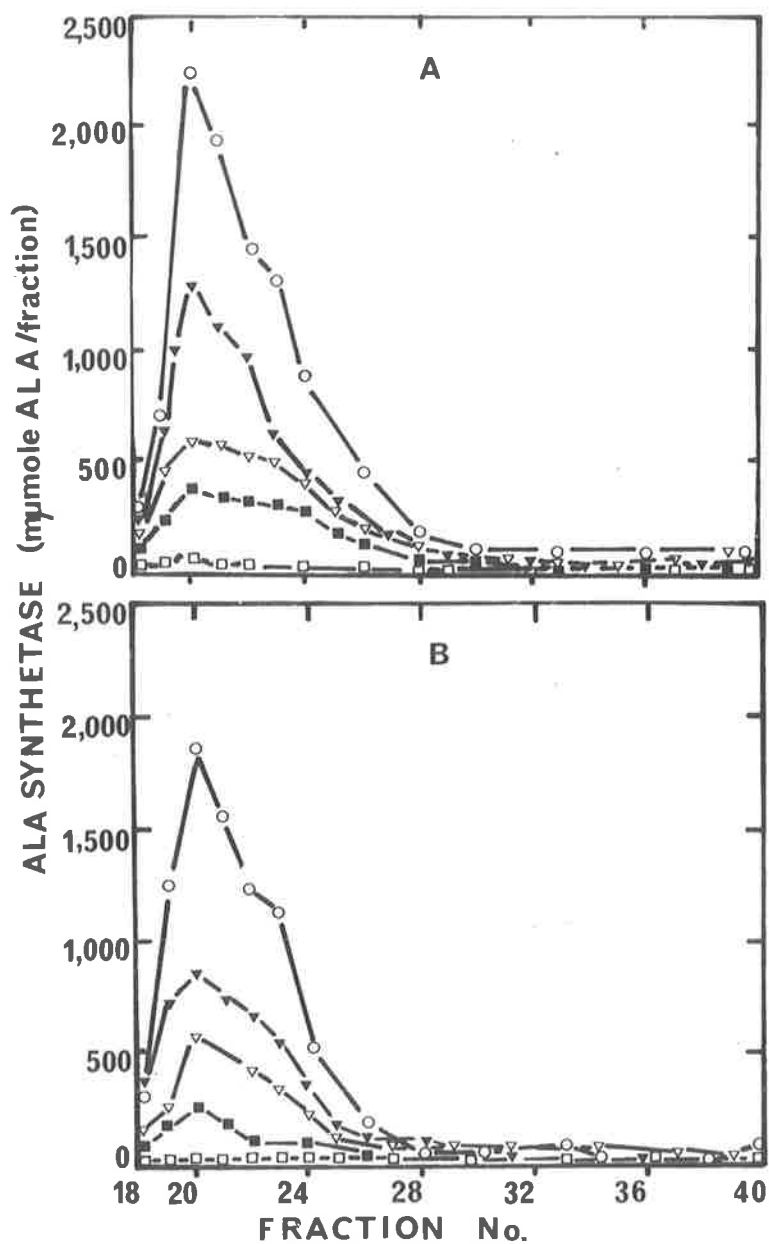 A
2,500
2,000
1,500
1,000
500
0
B
2,500
2,000
1,500
1,000
500
0
18 20 24 28 32 36 40
FRACTION No.
ALA SYNTHETASE (mμmole ALA/fraction)